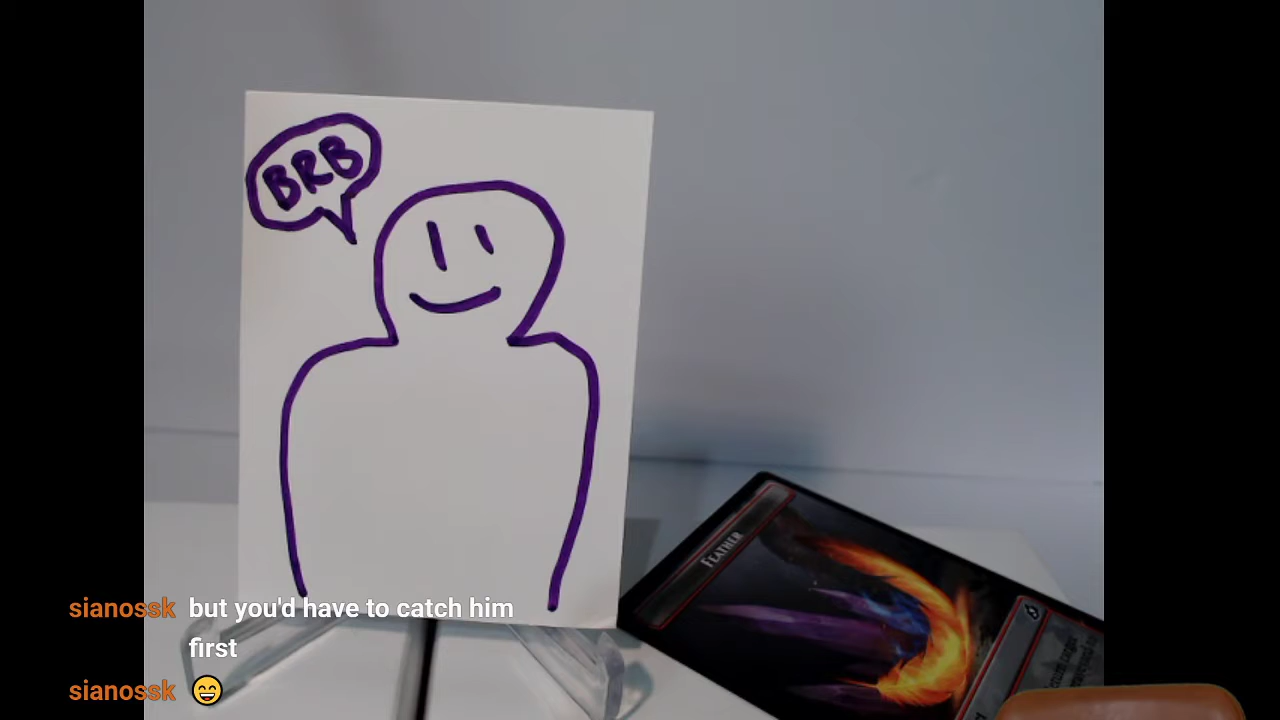 BRB
FEATHER
sianossk but you'd have to catch him
first
sianossk 😄